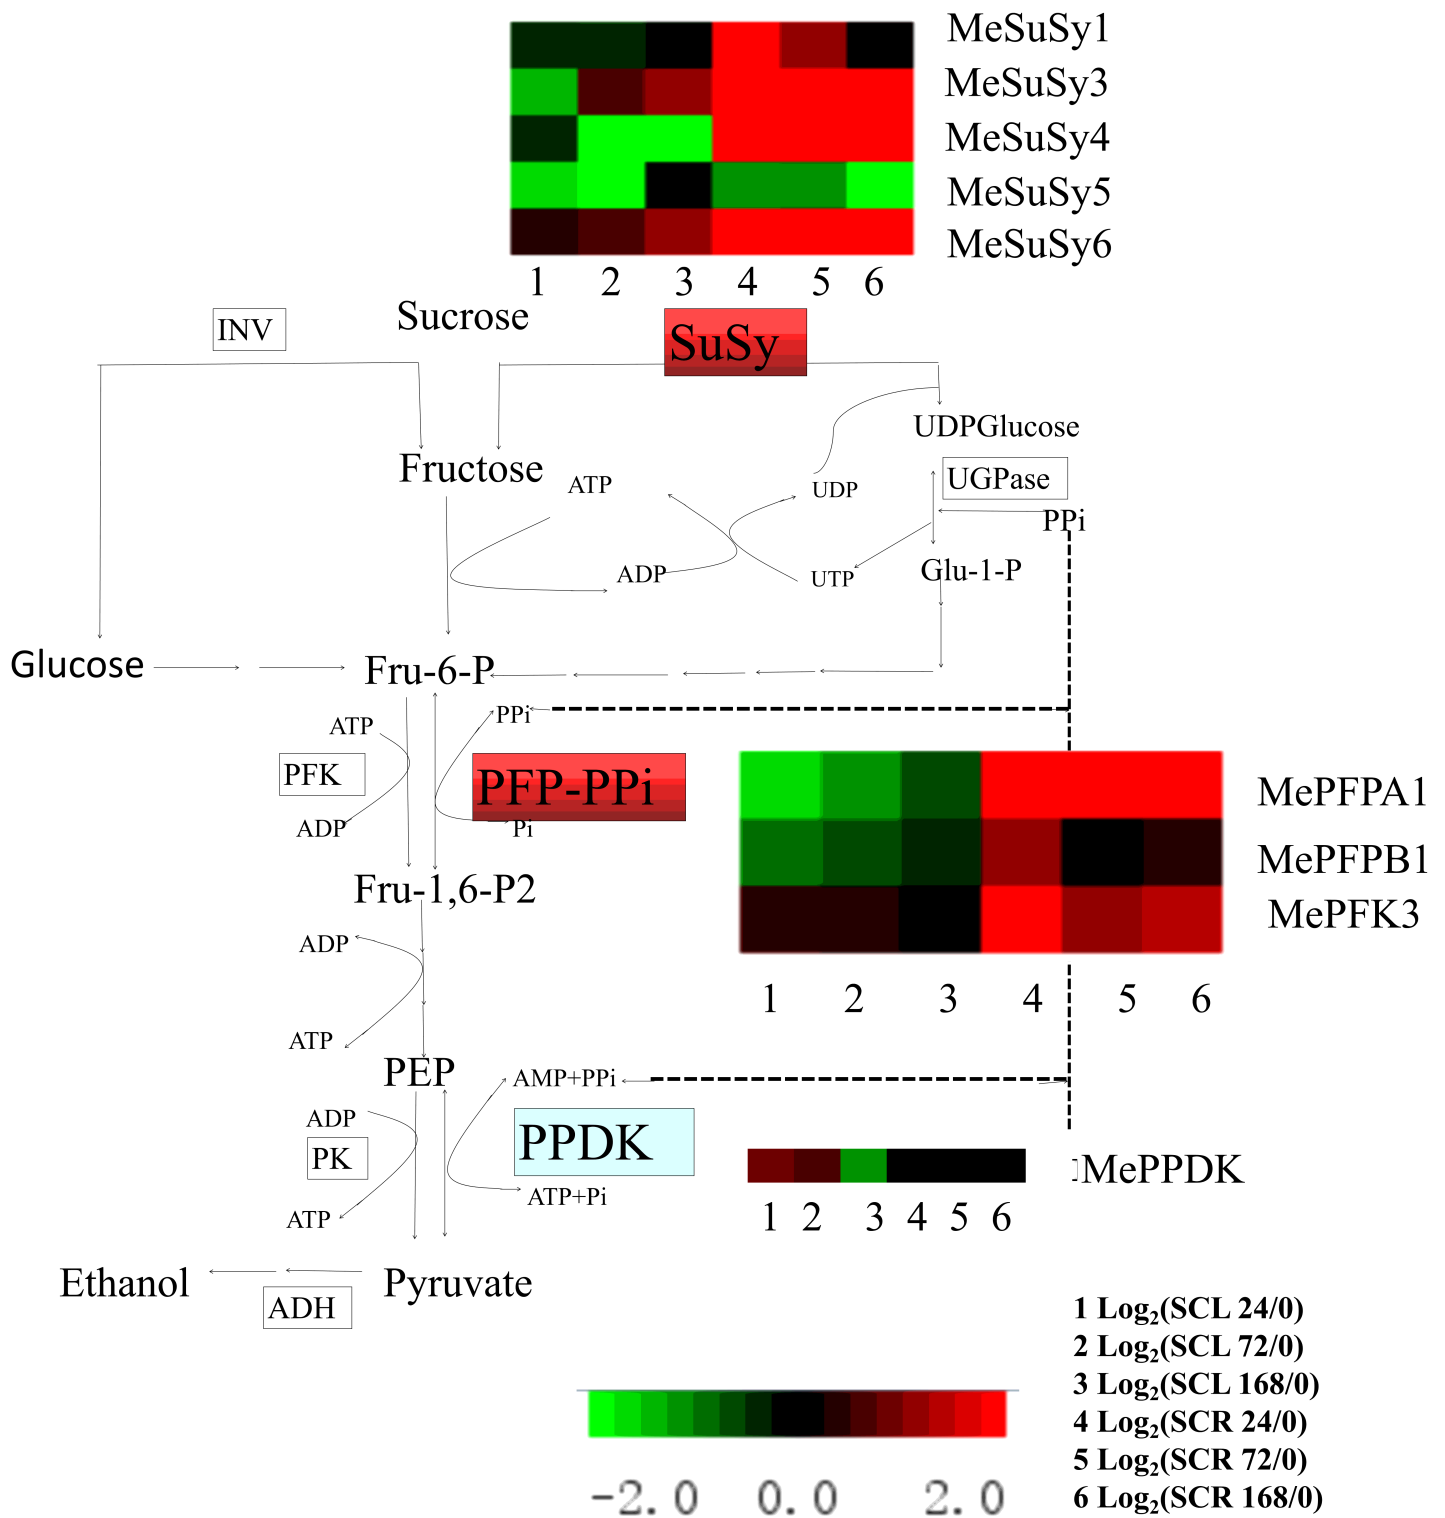 MeSuSy1
MeSuSy3
MeSuSy4
MeSuSy5
MeSuSy6
1 2 3 4 5 6
INV
Sucrose
SuSy
UDPGlucose
Fructose
ATP
UDP
UGPase
PPi
ADP
UTP
Glu-1-P
Glucose
Fru-6-P
ATP
PPi
PFK
PFP-PPi
ADP
Pi
MePFPA1
MePFPB1
MePFK3
1 2 3 4 5 6
Fru-1,6-P2
ADP
ATP
PEP
AMP+PPi
ADP
PK
PPDK
ATP
ATP+Pi
MePPDK
1 2 3 4 5 6
Ethanol
Pyruvate
ADH
1 Log₂(SCL 24/0)
2 Log₂(SCL 72/0)
3 Log₂(SCL 168/0)
4 Log₂(SCR 24/0)
5 Log₂(SCR 72/0)
6 Log₂(SCR 168/0)
-2.0 0.0 2.0